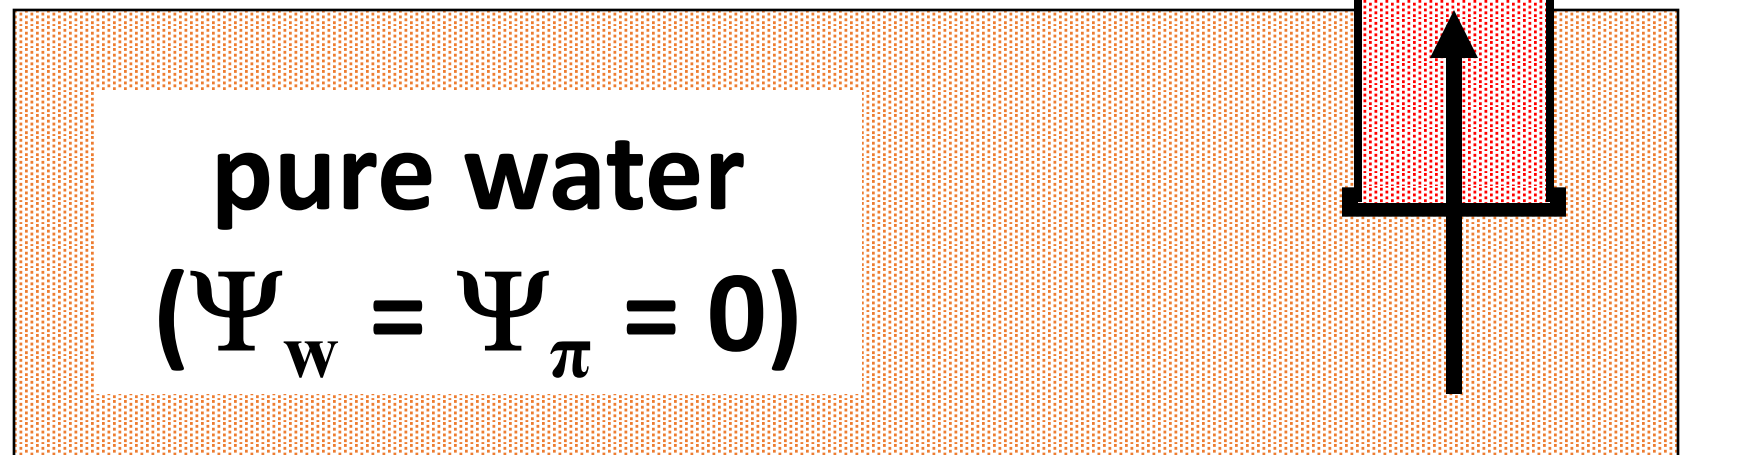 pure water
(Ψw = Ψπ = 0)